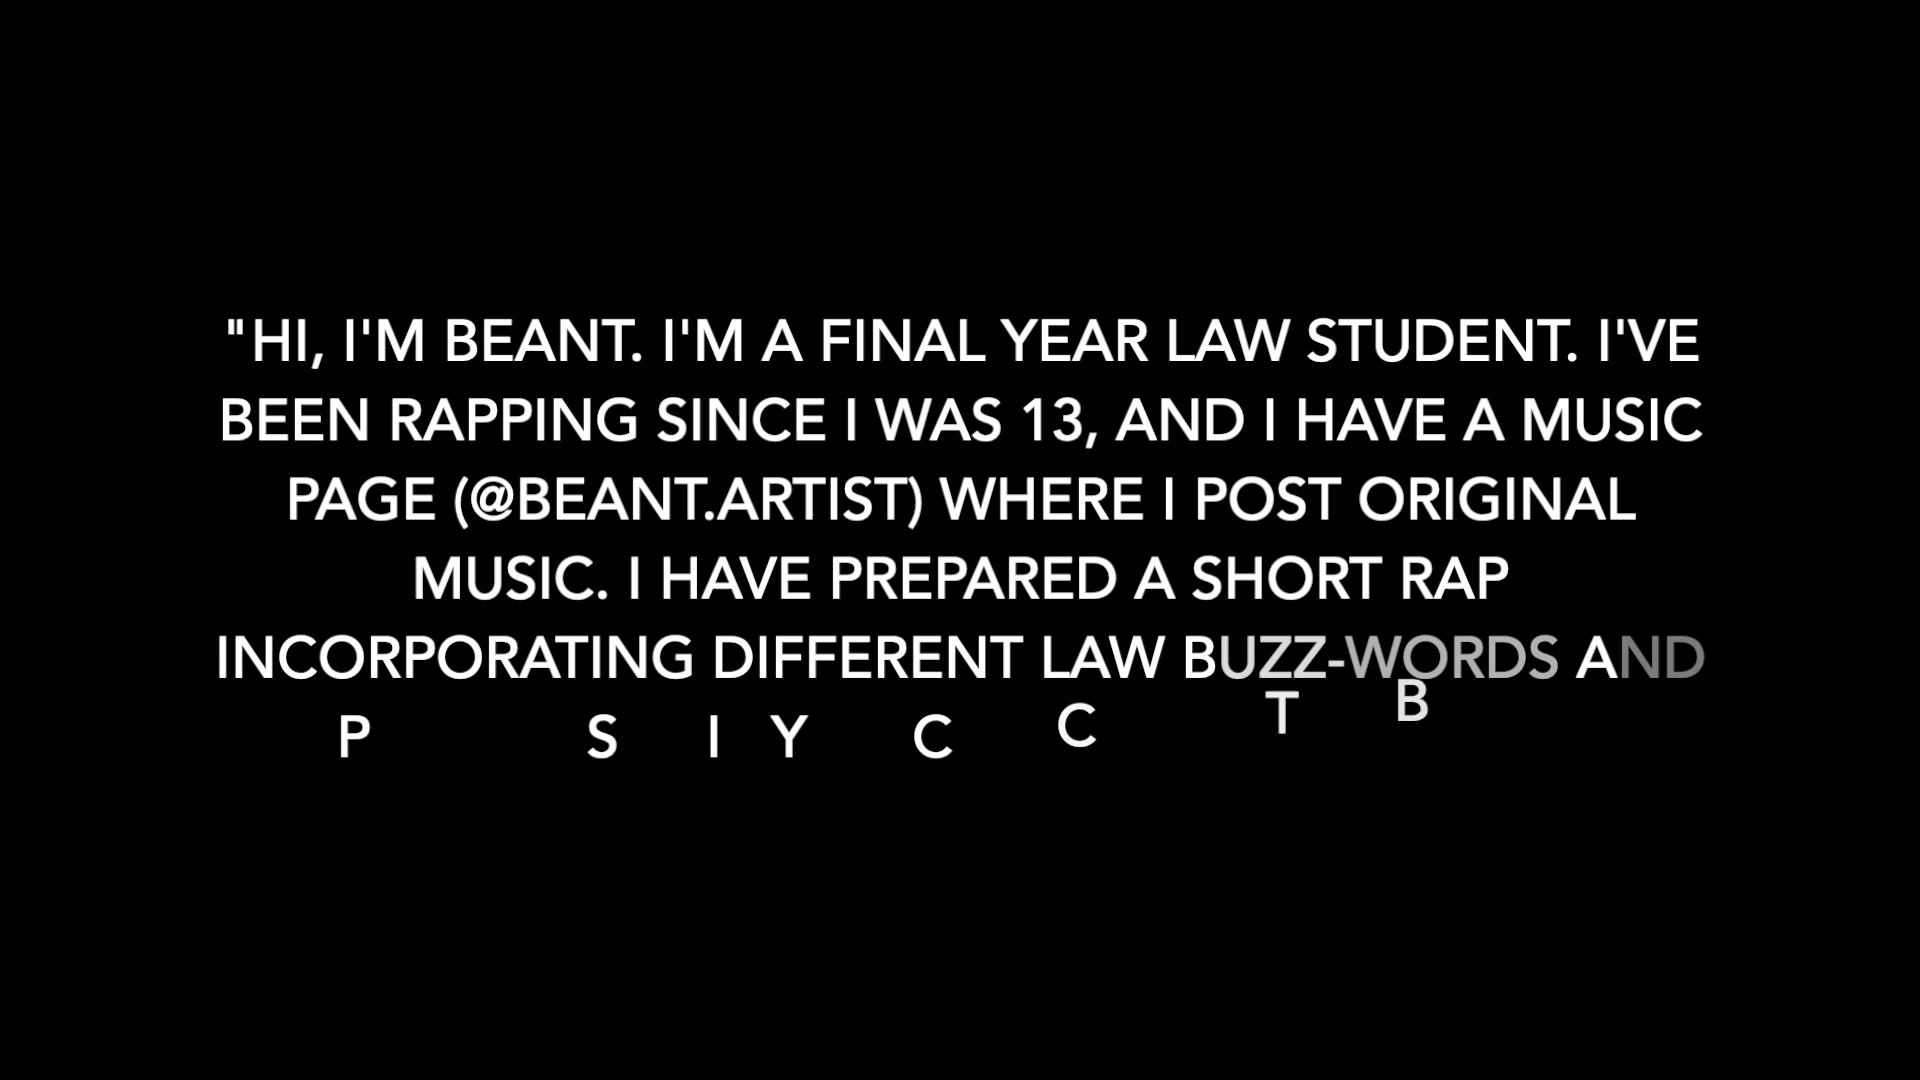 "HI, I'M BEANT. I'M A FINAL YEAR LAW STUDENT. I'VE
BEEN RAPPING SINCE I WAS 13, AND I HAVE A MUSIC
PAGE (@BEANT.ARTIST) WHERE I POST ORIGINAL
MUSIC. I HAVE PREPARED A SHORT RAP
INCORPORATING DIFFERENT LAW BUZZ-WORDS AND
P S I Y C C T B